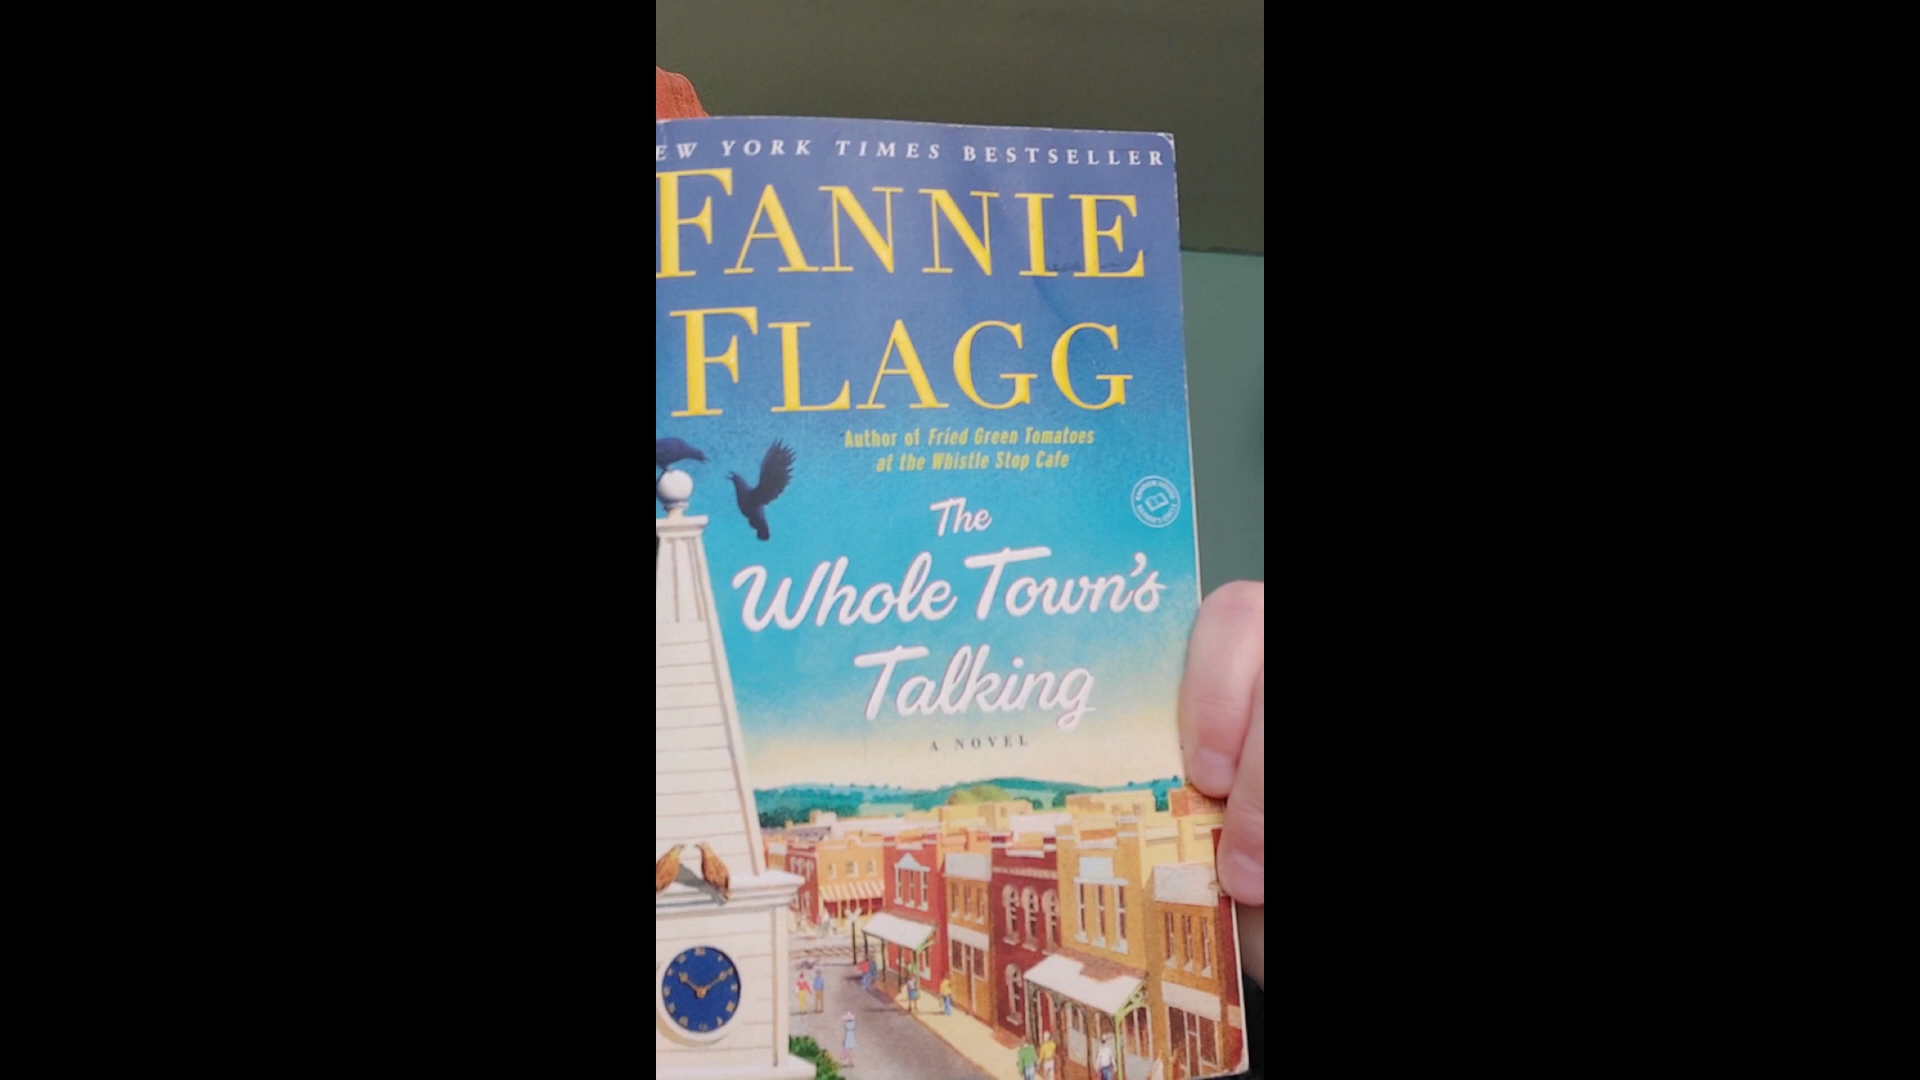 EW YORK TIMES BESTSELLER
FANNIE
FLAGG
Author of Fried Green Tomatoes
at the Whistle Stop Cafe
The
Whole Town's
Talking
A NOVEL